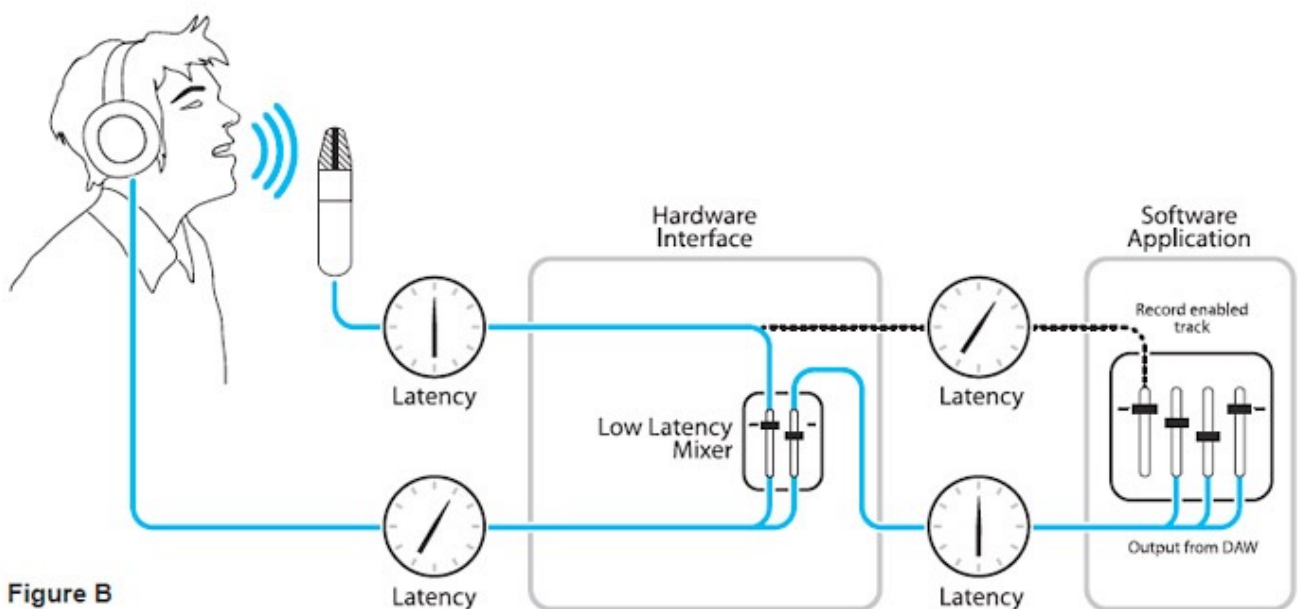 Hardware
Interface
Software
Application
Record enabled
track
Latency
Latency
Low Latency
Mixer
Output from DAW
Latency
Latency
Figure B